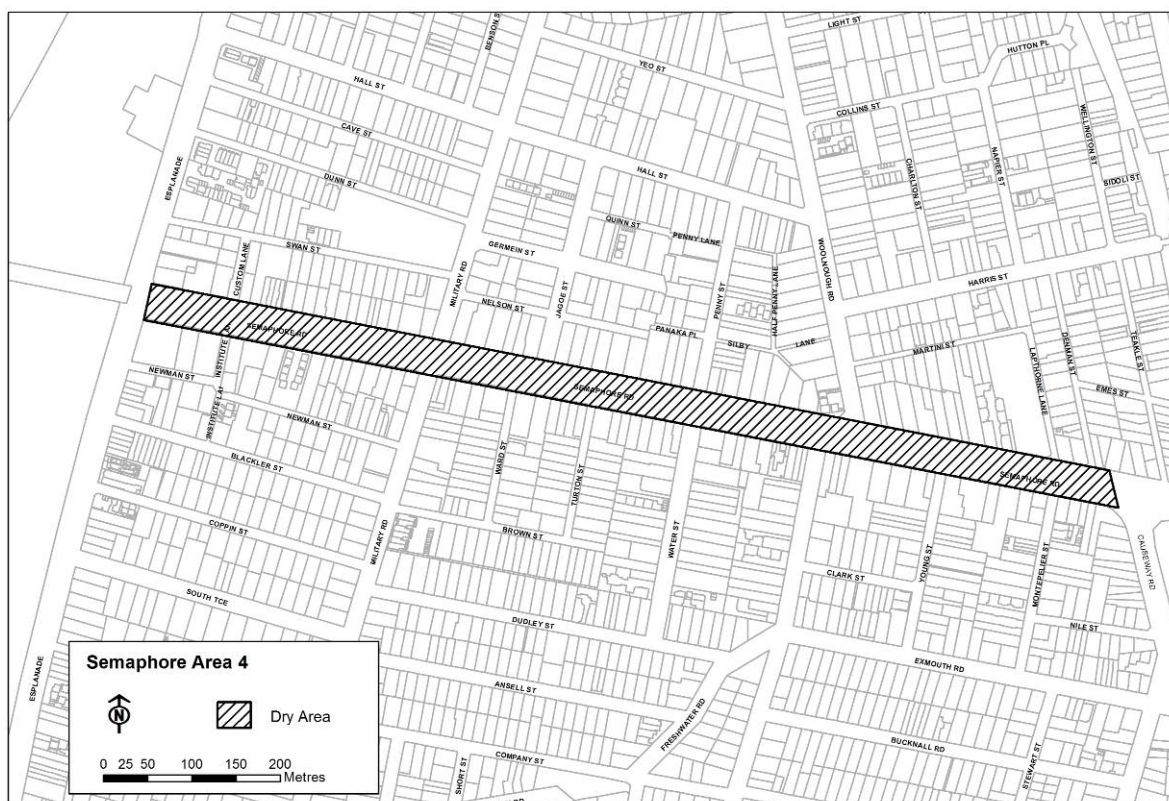 LIGHT ST
BENSON ST
HUTTON PL
YEO ST
HALL ST
COLLINS ST
WELLINGTON ST
CAVE ST
ESPLANADE
HALL ST
CHARLTON ST
NAPIER ST
SIDOLI ST
DUNN ST
QUINN ST
PENNY LANE
WOOLNOUGH RD
SWAN ST
GERMEIN ST
CUSTOM LANE
MILITARY RD
JAGOE ST
PENNY ST
HALF PENNY LANE
HARRIS ST
NELSON ST
PANAKA PL
SILBY
LANE
MARTINI ST
LAPTHORNE LANE
DENMAN ST
TEAKLE ST
SEMAPHORE RD
INSTITUTE LA
NEWMAN ST
EMES ST
SEMAPHORE RD
INSTITUTE LA
NEWMAN ST
WARD ST
TURTON ST
BLACKLER ST
SEMAPHORE RD
COPPIN ST
MILITARY RD
BROWN ST
WATER ST
CAUSEWAY RD
CLARK ST
YOUNG ST
MONTEPELIER ST
SOUTH TCE
DUDLEY ST
NILE ST
EXMOUTH RD
ESPLANADE
ANSELL ST
FRESHWATER RD
BUCKNALL RD
COMPANY ST
SHORT ST
STEWART ST
Semaphore Area 4
N
Dry Area
0 25 50 100 150 200
Metres